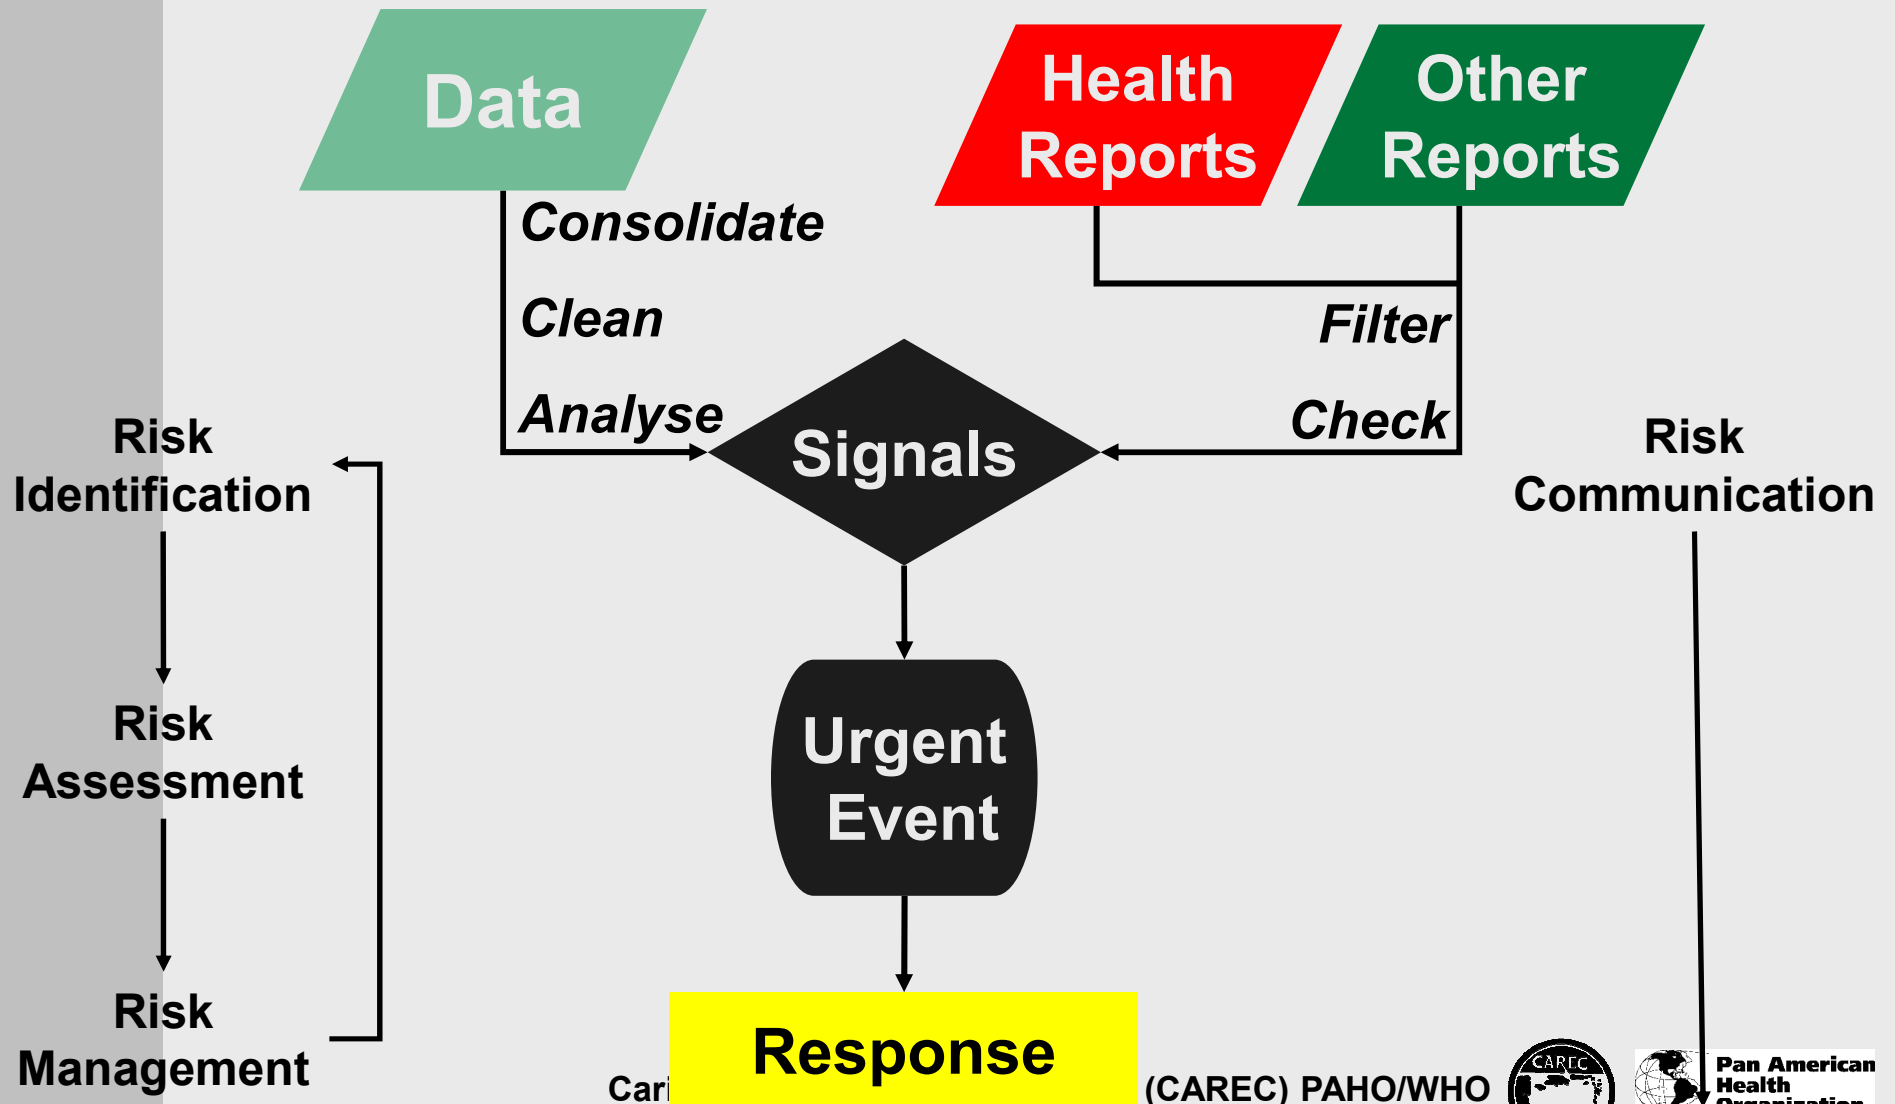 Data
Health
Reports
Other
Reports
Consolidate
Clean
Analyse
Filter
Check
Signals
Risk
Identification
Risk
Communication
Urgent
Event
Risk
Assessment
Risk
Management
Response
(CAREC) PAHO/WHO
CAREC
Pan American
Health
Organization